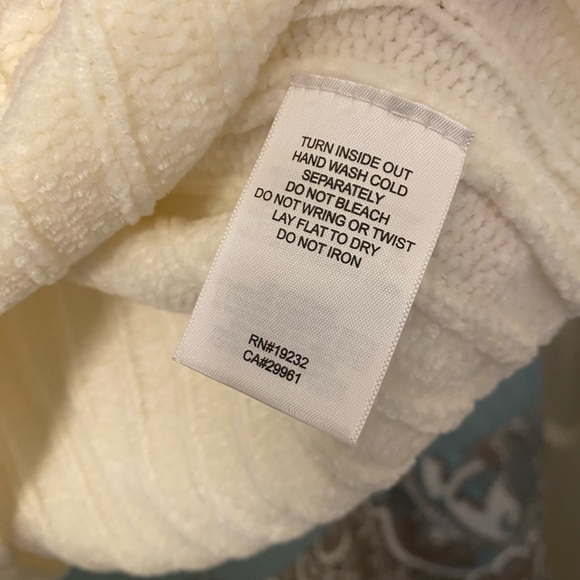 TURN INSIDE OUT
HAND WASH COLD
SEPARATELY
DO NOT BLEACH
DO NOT WRING OR TWIST
LAY FLAT TO DRY
DO NOT IRON
RN#19232
CA#29961